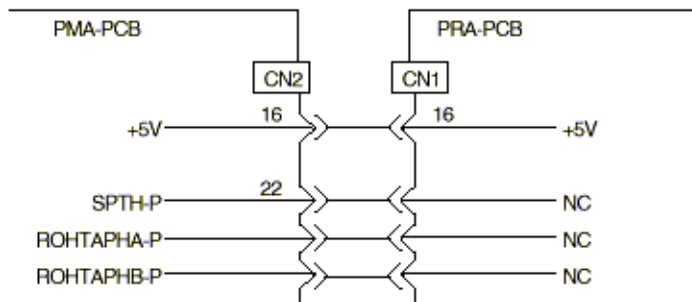 PMA-PCB PRA-PCB
CN2 CN1
+5V 16 16 +5V
SPTH-P 22 NC
ROHTAPHA-P NC
ROHTAPHB-P NC